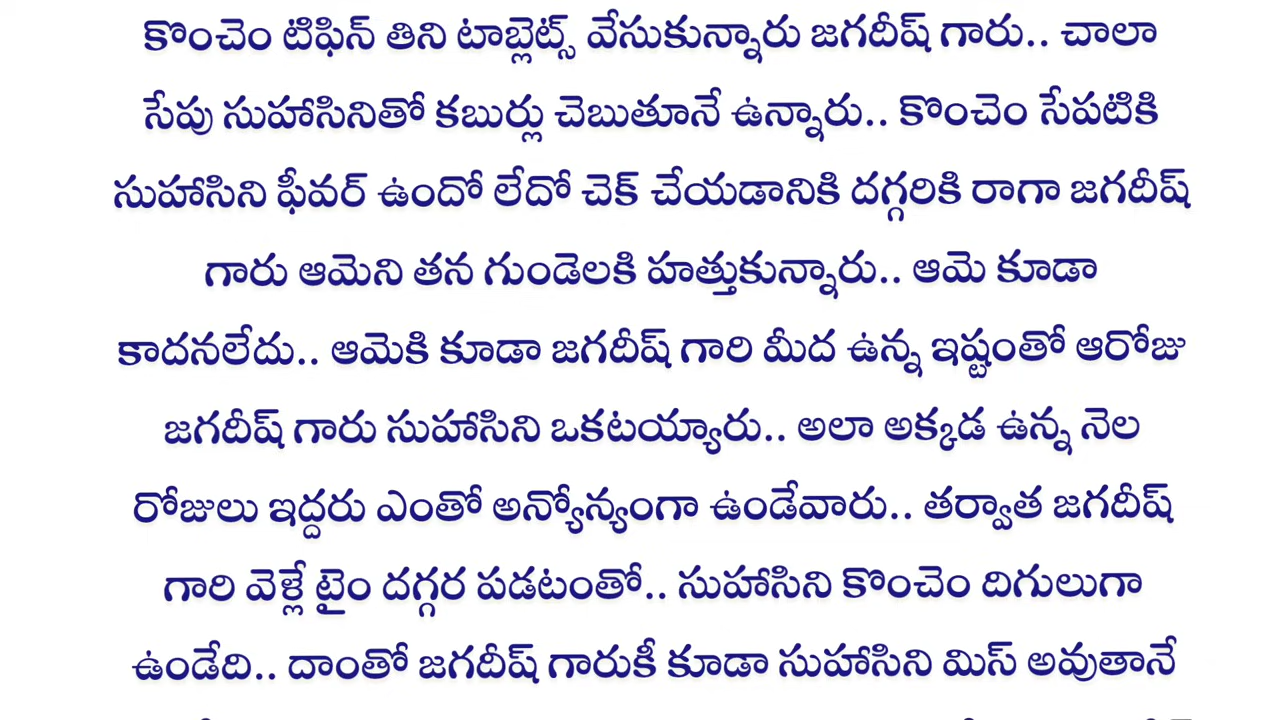 కొంచెం టిఫిన్ తిని టాబ్లెట్స్ వేసుకున్నారు జగదీష్ గారు.. చాలా
సేపు సుహాసినితో కబుర్లు చెబుతూనే ఉన్నారు.. కొంచెం సేపటికి
సుహాసిని ఫీవర్ ఉందో లేదో చెక్ చేయడానికి దగ్గరికి రాగా జగదీష్
గారు ఆమెని తన గుండెలకి హత్తుకున్నారు.. ఆమె కూడా
కాదనలేదు.. ఆమెకి కూడా జగదీష్ గారి మీద ఉన్న ఇష్టంతో ఆరోజు
జగదీష్ గారు సుహాసిని ఒకటయ్యారు.. అలా అక్కడ ఉన్న నెల
రోజులు ఇద్దరు ఎంతో అన్యోన్యంగా ఉండేవారు.. తర్వాత జగదీష్
గారి వెళ్లే టైం దగ్గర పడటంతో.. సుహాసిని కొంచెం దిగులుగా
ఉండేది.. దాంతో జగదీష్ గారుకీ కూడా సుహాసిని మిస్ అవుతానే